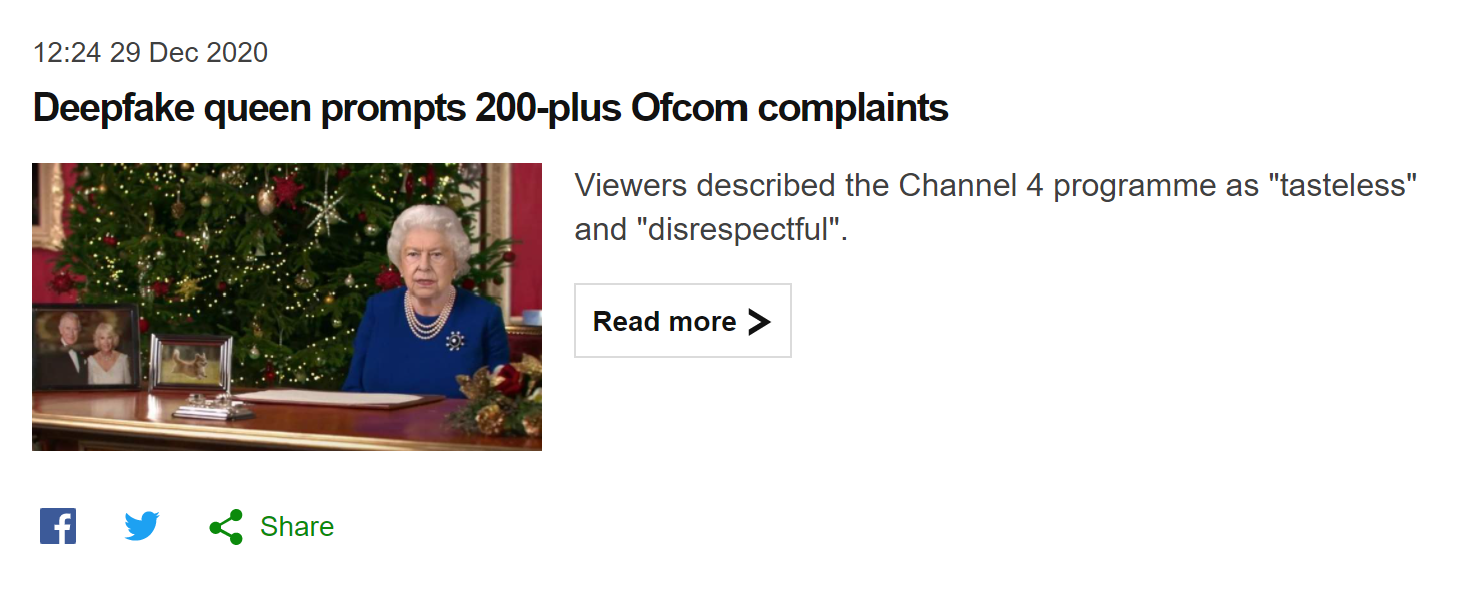 12:24 29 Dec 2020
Deepfake queen prompts 200-plus Ofcom complaints
Viewers described the Channel 4 programme as "tasteless"
and "disrespectful".
Read more
Share